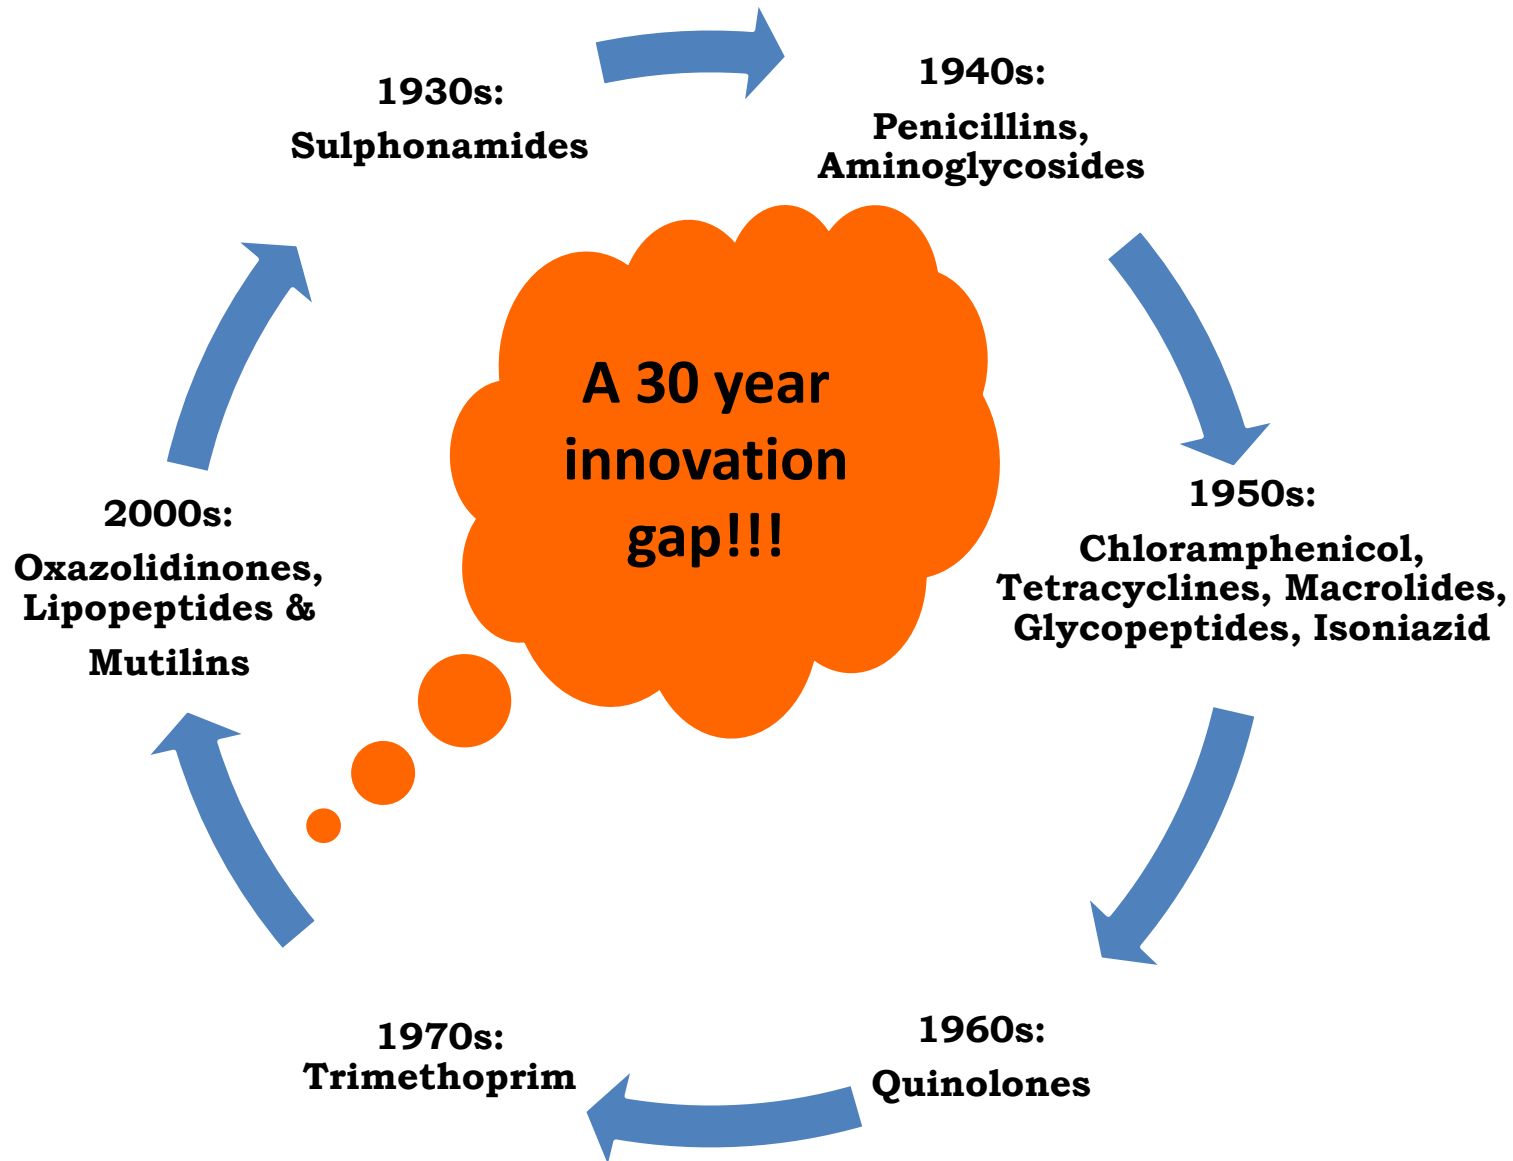 1930s:
Sulphonamides
1940s:
Penicillins,
Aminoglycosides
1950s:
Chloramphenicol,
Tetracyclines, Macrolides,
Glycopeptides, Isoniazid
1960s:
Quinolones
1970s:
Trimethoprim
2000s:
Oxazolidinones,
Lipopeptides &
Mutilins
A 30 year
innovation
gap!!!